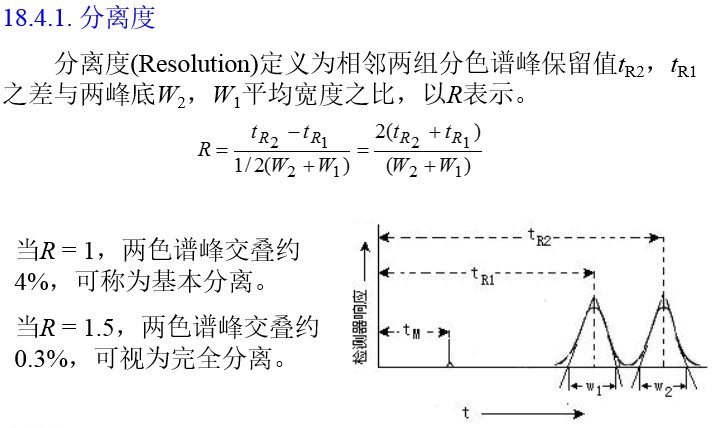 18.4.1. 分离度
分离度(Resolution)定义为相邻两组分色谱峰保留值tR2，tR1
之差与两峰底W2，W1平均宽度之比，以R表示。
R = (tR2 − tR1) / (1/2(W2 + W1)) = 2(tR2 + tR1) / (W2 + W1)
当R = 1，两色谱峰交叠约
4%，可称为基本分离。
当R = 1.5，两色谱峰交叠约
0.3%，可视为完全分离。
tR2
tR1
tM
检测器响应
w1
w2
t